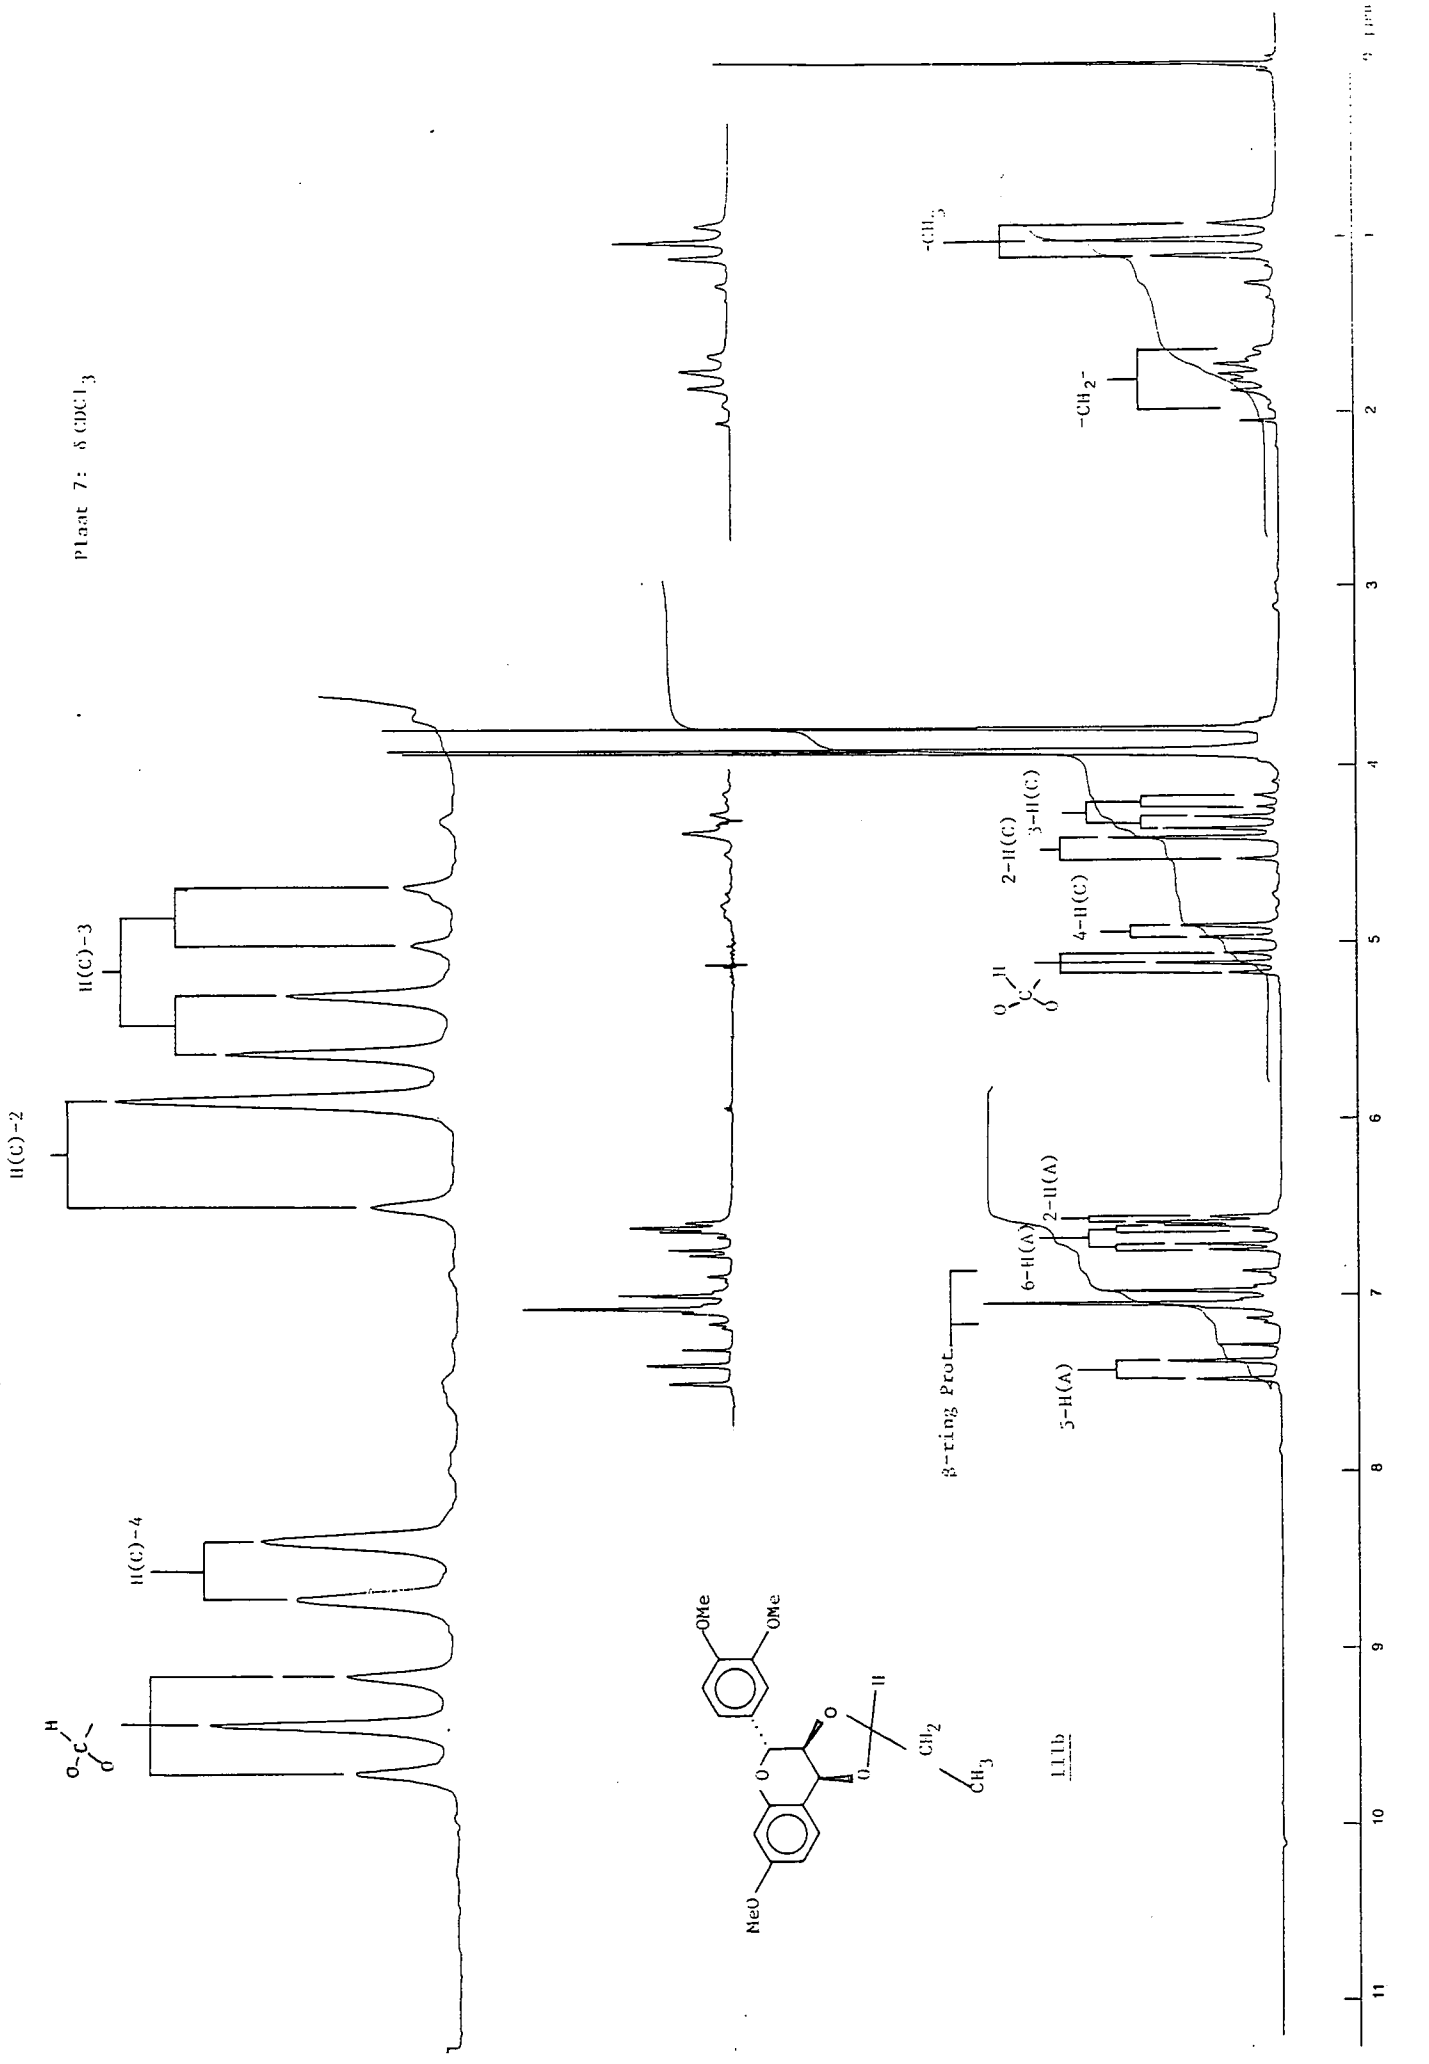 Plaat 7: δ CDCl3
H(C)-2
H(C)-3
H(C)-4
H
O-C
O
-CH3
-CH2-
3-H(C)
2-H(C)
4-H(C)
H
O
C
O
2-H(A)
6-H(A)
β-ring Prot.
5-H(A)
OMe
OMe
O
O
O
H
CH2
CH3
MeO
111b
11
10
9
8
7
6
5
4
3
2
1